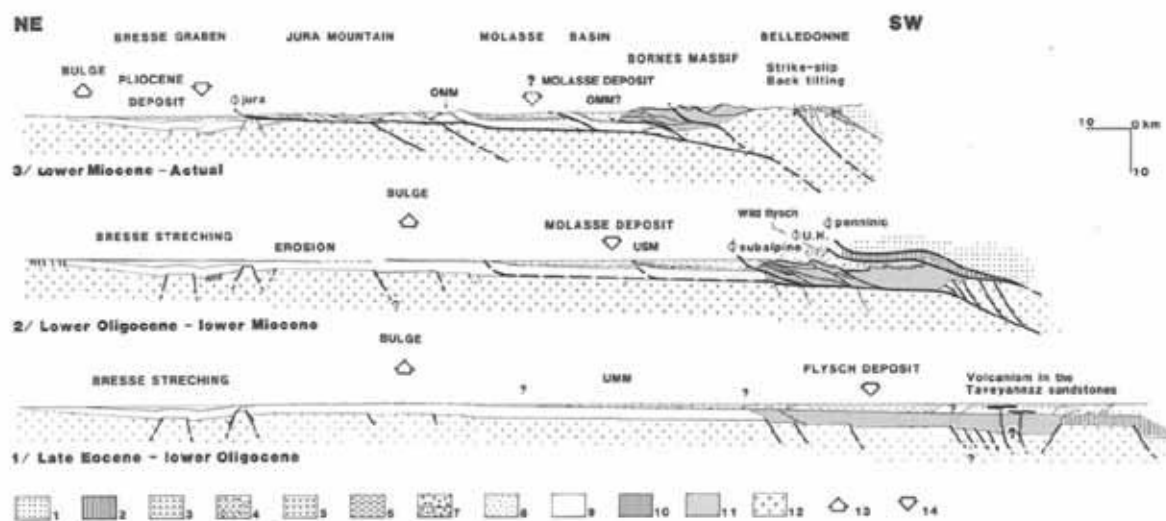 NE SW
BRESSE GRABEN JURA MOUNTAIN MOLASSE BASIN BELLEDONNE
BORNES MASSIF
BULGE PLIOCENE DEPOSIT
? MOLASSE DEPOSIT
Strike-slip
Back tilting
jura OMM OMM?
10 0 km
10
3/ Lower Miocene - Actual
BULGE
BRESSE STRECHING EROSION MOLASSE DEPOSIT
USM
Wild flysch
penninic
U.H.
subalpine
2/ Lower Oligocene - lower Miocene
BULGE
BRESSE STRECHING ? UMM ? FLYSCH DEPOSIT
Volcanism in the
Taveyannaz sandstones
? ?
?
1/ Late Eocene - lower Oligocene
1 2 3 4 5 6 7 8 9 10 11 12 13 14